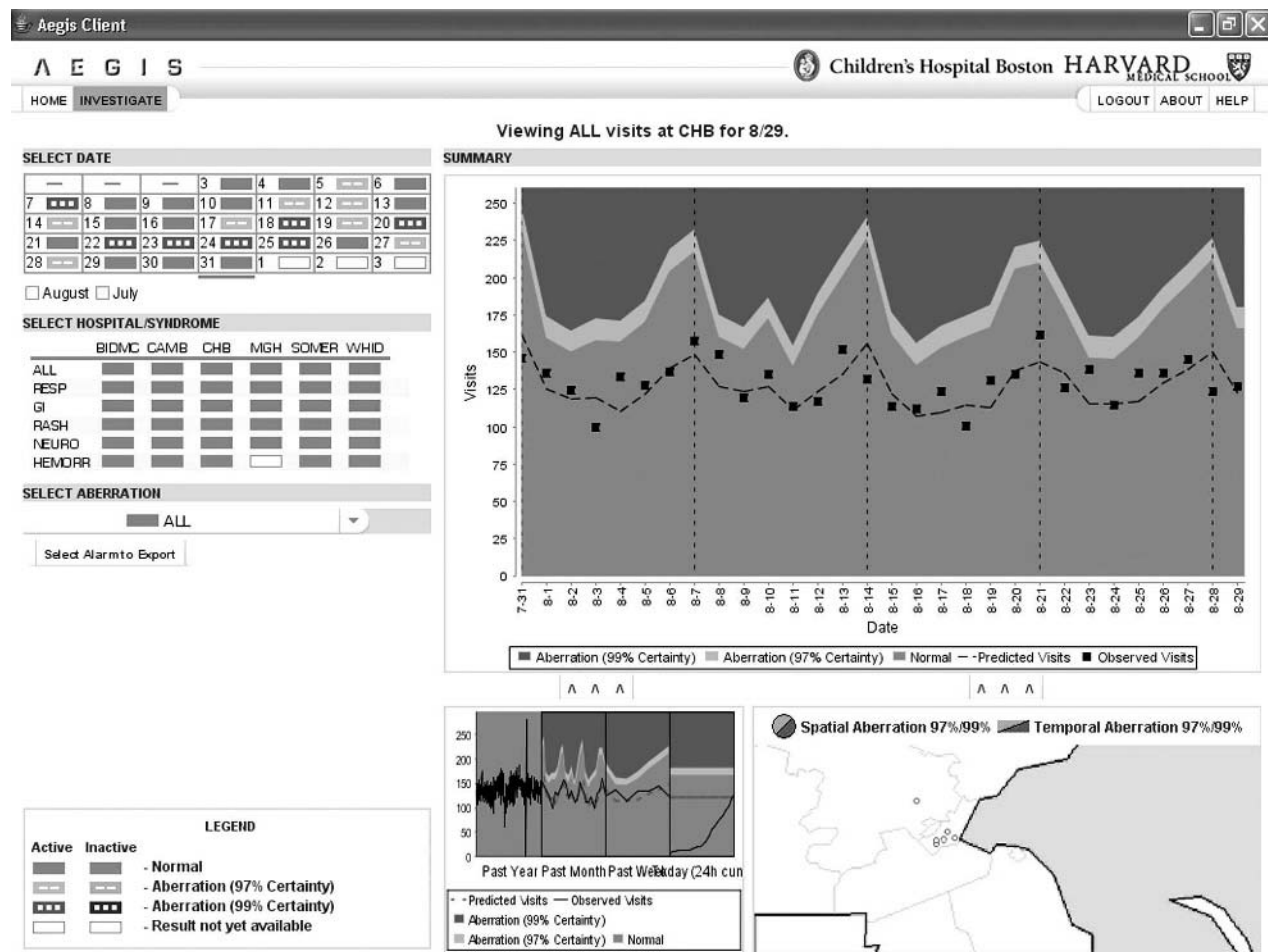 Aegis Client
AEGIS
Children's Hospital Boston HARVARD
MEDICAL SCHOOL
HOME INVESTIGATE
LOGOUT ABOUT HELP
Viewing ALL visits at CHB for 8/29.
SELECT DATE
— — — 3 4 5 6
7 8 9 10 11 12 13
14 15 16 17 18 19 20
21 22 23 24 25 26 27
28 29 30 31 1 2 3
August July
SELECT HOSPITAL/SYNDROME
BIDMC CAMB CHB MGH SOMER WHID
ALL
RESP
GI
RASH
NEURO
HEMORR
SELECT ABERRATION
ALL
Select Alarm to Export
LEGEND
Active Inactive
- Normal
- Aberration (97% Certainty)
- Aberration (99% Certainty)
- Result not yet available
SUMMARY
Visits
250
225
200
175
150
125
100
75
50
25
0
7-31 8-1 8-2 8-3 8-4 8-5 8-6 8-7 8-8 8-9 8-10 8-11 8-12 8-13 8-14 8-15 8-16 8-17 8-18 8-19 8-20 8-21 8-22 8-23 8-24 8-25 8-26 8-27 8-28 8-29
Date
Aberration (99% Certainty) Aberration (97% Certainty) Normal Predicted Visits Observed Visits
Λ Λ Λ
Λ Λ Λ
250
200
150
100
50
0
Past Year Past Month Past Week (24h cun
Predicted Visits Observed Visits
Aberration (99% Certainty)
Aberration (97% Certainty) Normal
Spatial Aberration 97%/99% Temporal Aberration 97%/99%